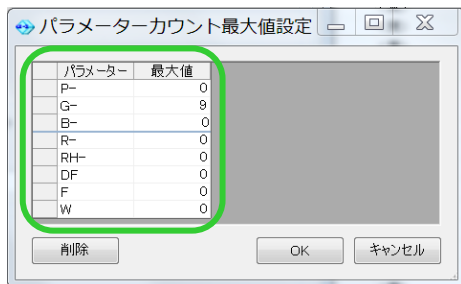 パラメーターカウント最大値設定
パラメーター 最大値
P- 0
G- 9
B- 0
R- 0
RH- 0
DF 0
F 0
W 0
削除 OK キャンセル